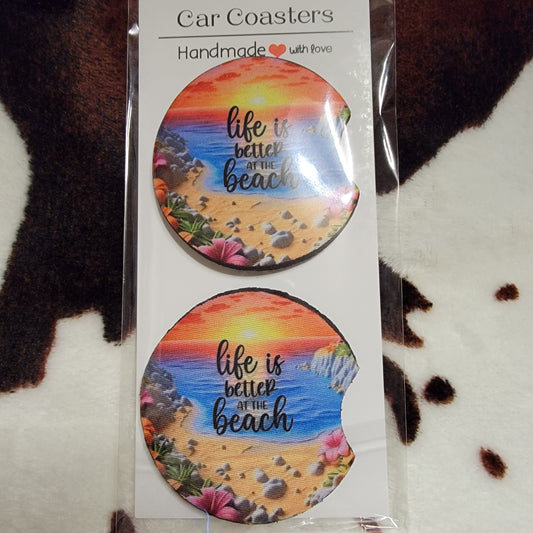 Car Coasters
Handmade with love
life is
better
AT THE
beach
life is
better
AT THE
beach